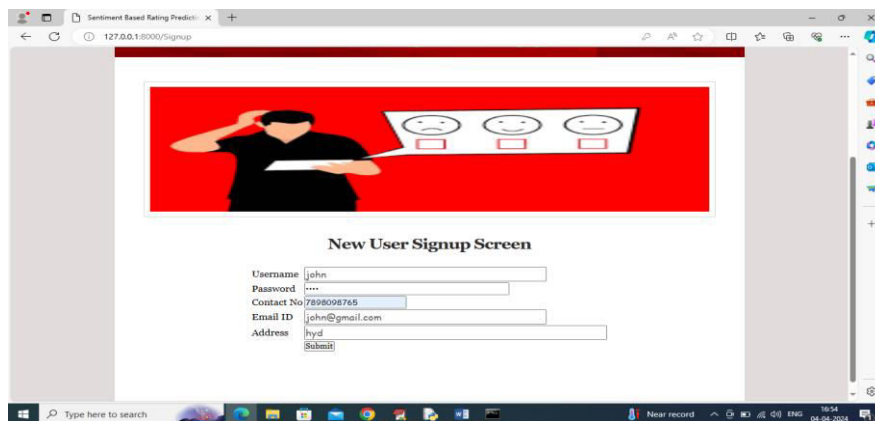 Sentiment Based Rating Predicti
127.0.0.1:8000/Signup
New User Signup Screen
Username john
Password ••••
Contact No 7898098765
Email ID john@gmail.com
Address hyd
Submit
Type here to search
Near record
ENG
16:54
04-04-2024